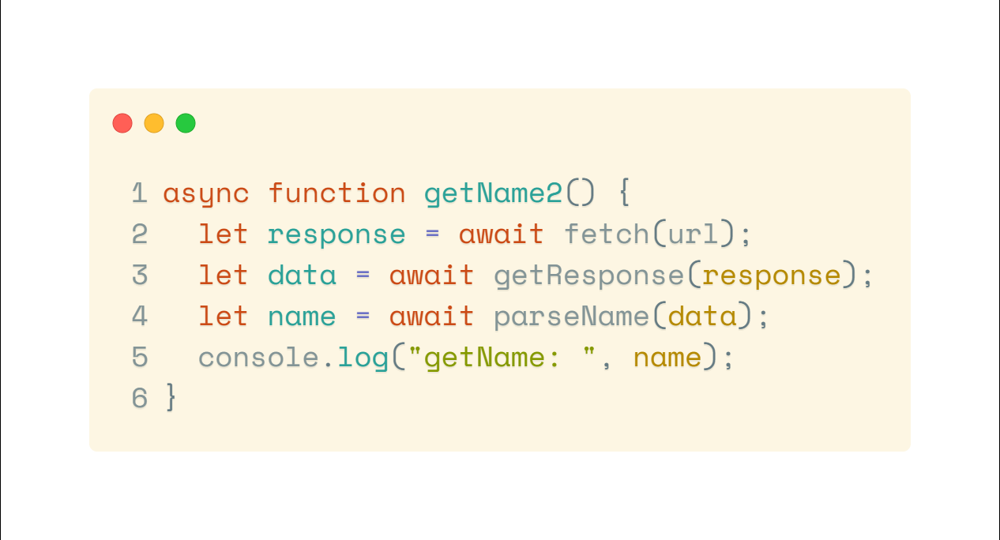 1 async function getName2() {
2   let response = await fetch(url);
3   let data = await getResponse(response);
4   let name = await parseName(data);
5   console.log("getName: ", name);
6 }